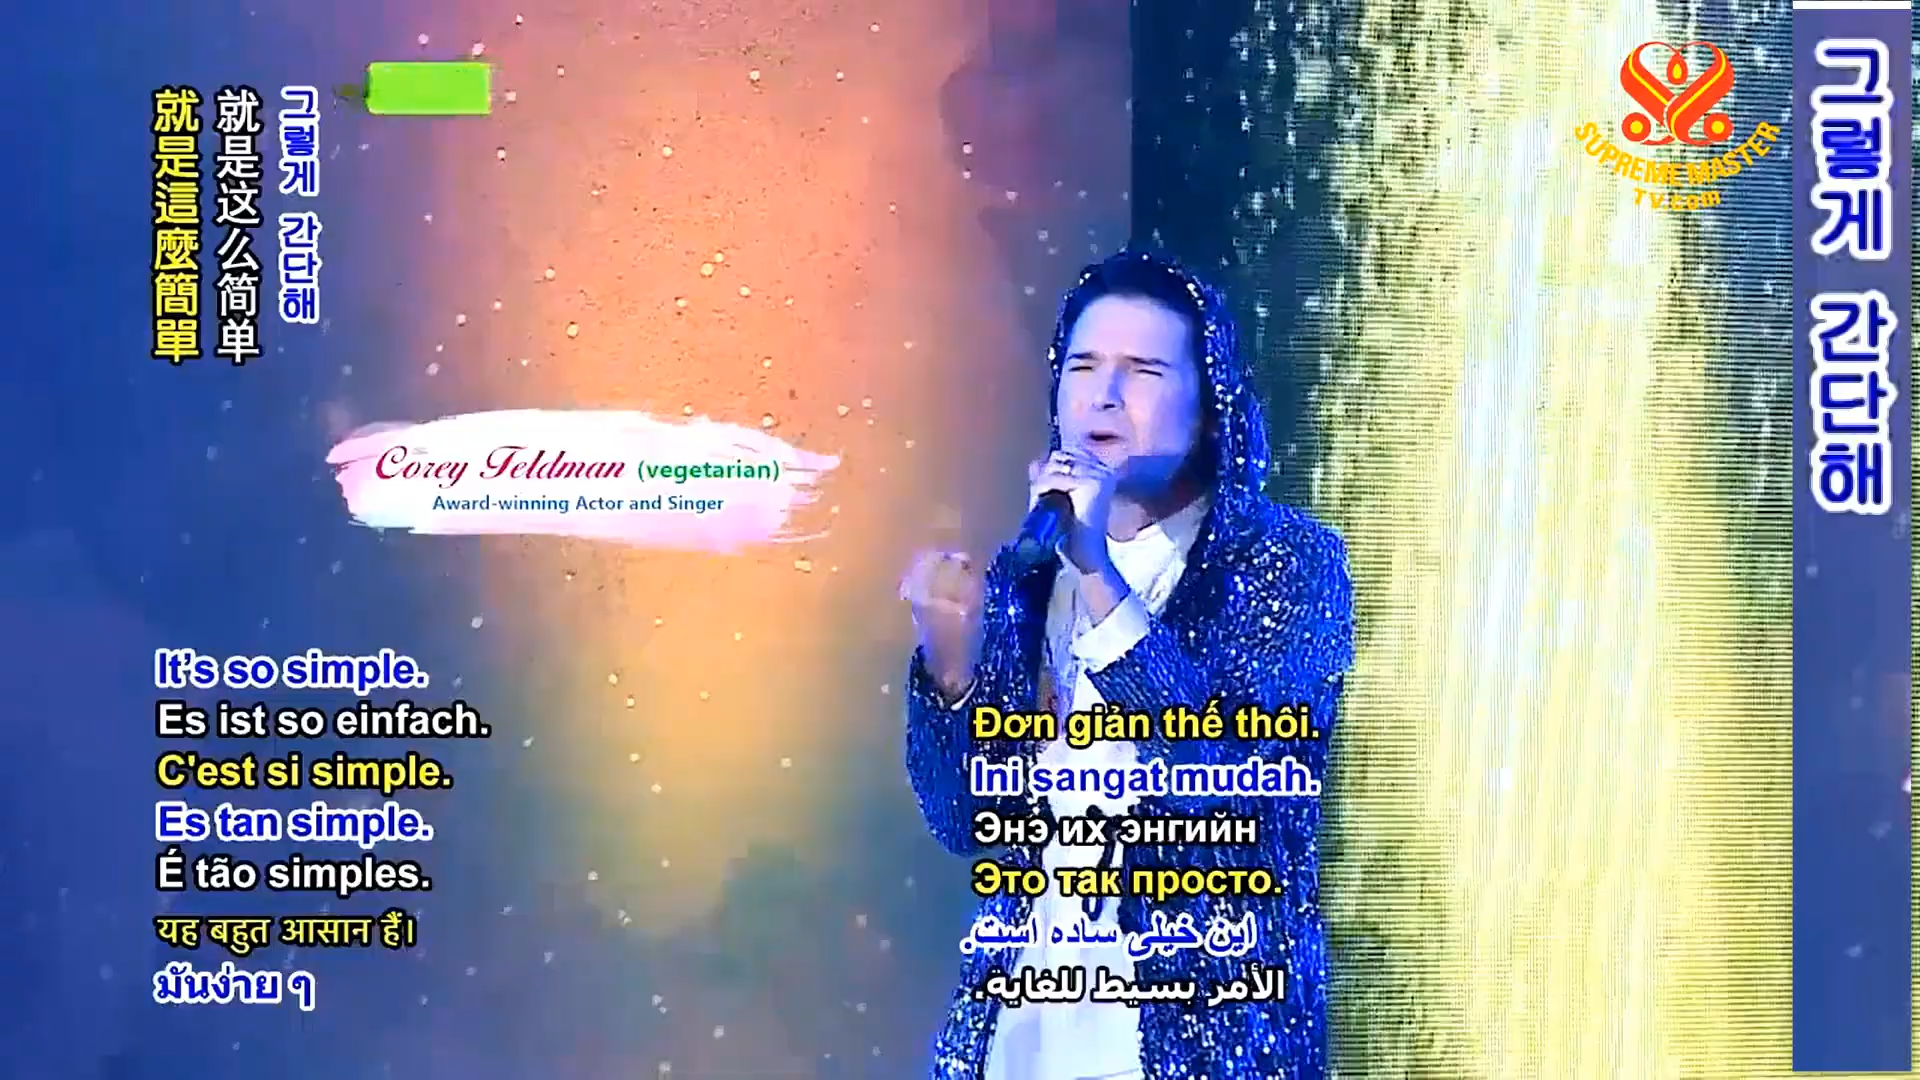 就是這麼簡單
就是这么简单
그렇게 간단해
SUPREME MASTER
TV.com
그렇게 간단해
Corey Feldman (vegetarian)
Award-winning Actor and Singer
It's so simple.
Es ist so einfach.
C'est si simple.
Es tan simple.
É tão simples.
यह बहुत आसान हैं।
มันง่าย ๆ
Đơn giản thế thôi.
Ini sangat mudah.
Энэ их энгийн
Это так просто.
این خیلی ساده است.
الأمر بسيط للغاية.